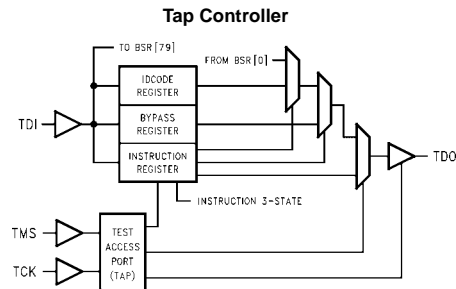 Tap Controller
TO BSR[79]
FROM BSR[0]
IDCODE
REGISTER
BYPASS
REGISTER
INSTRUCTION
REGISTER
TDI
TDO
INSTRUCTION 3-STATE
TMS
TCK
TEST
ACCESS
PORT
(TAP)